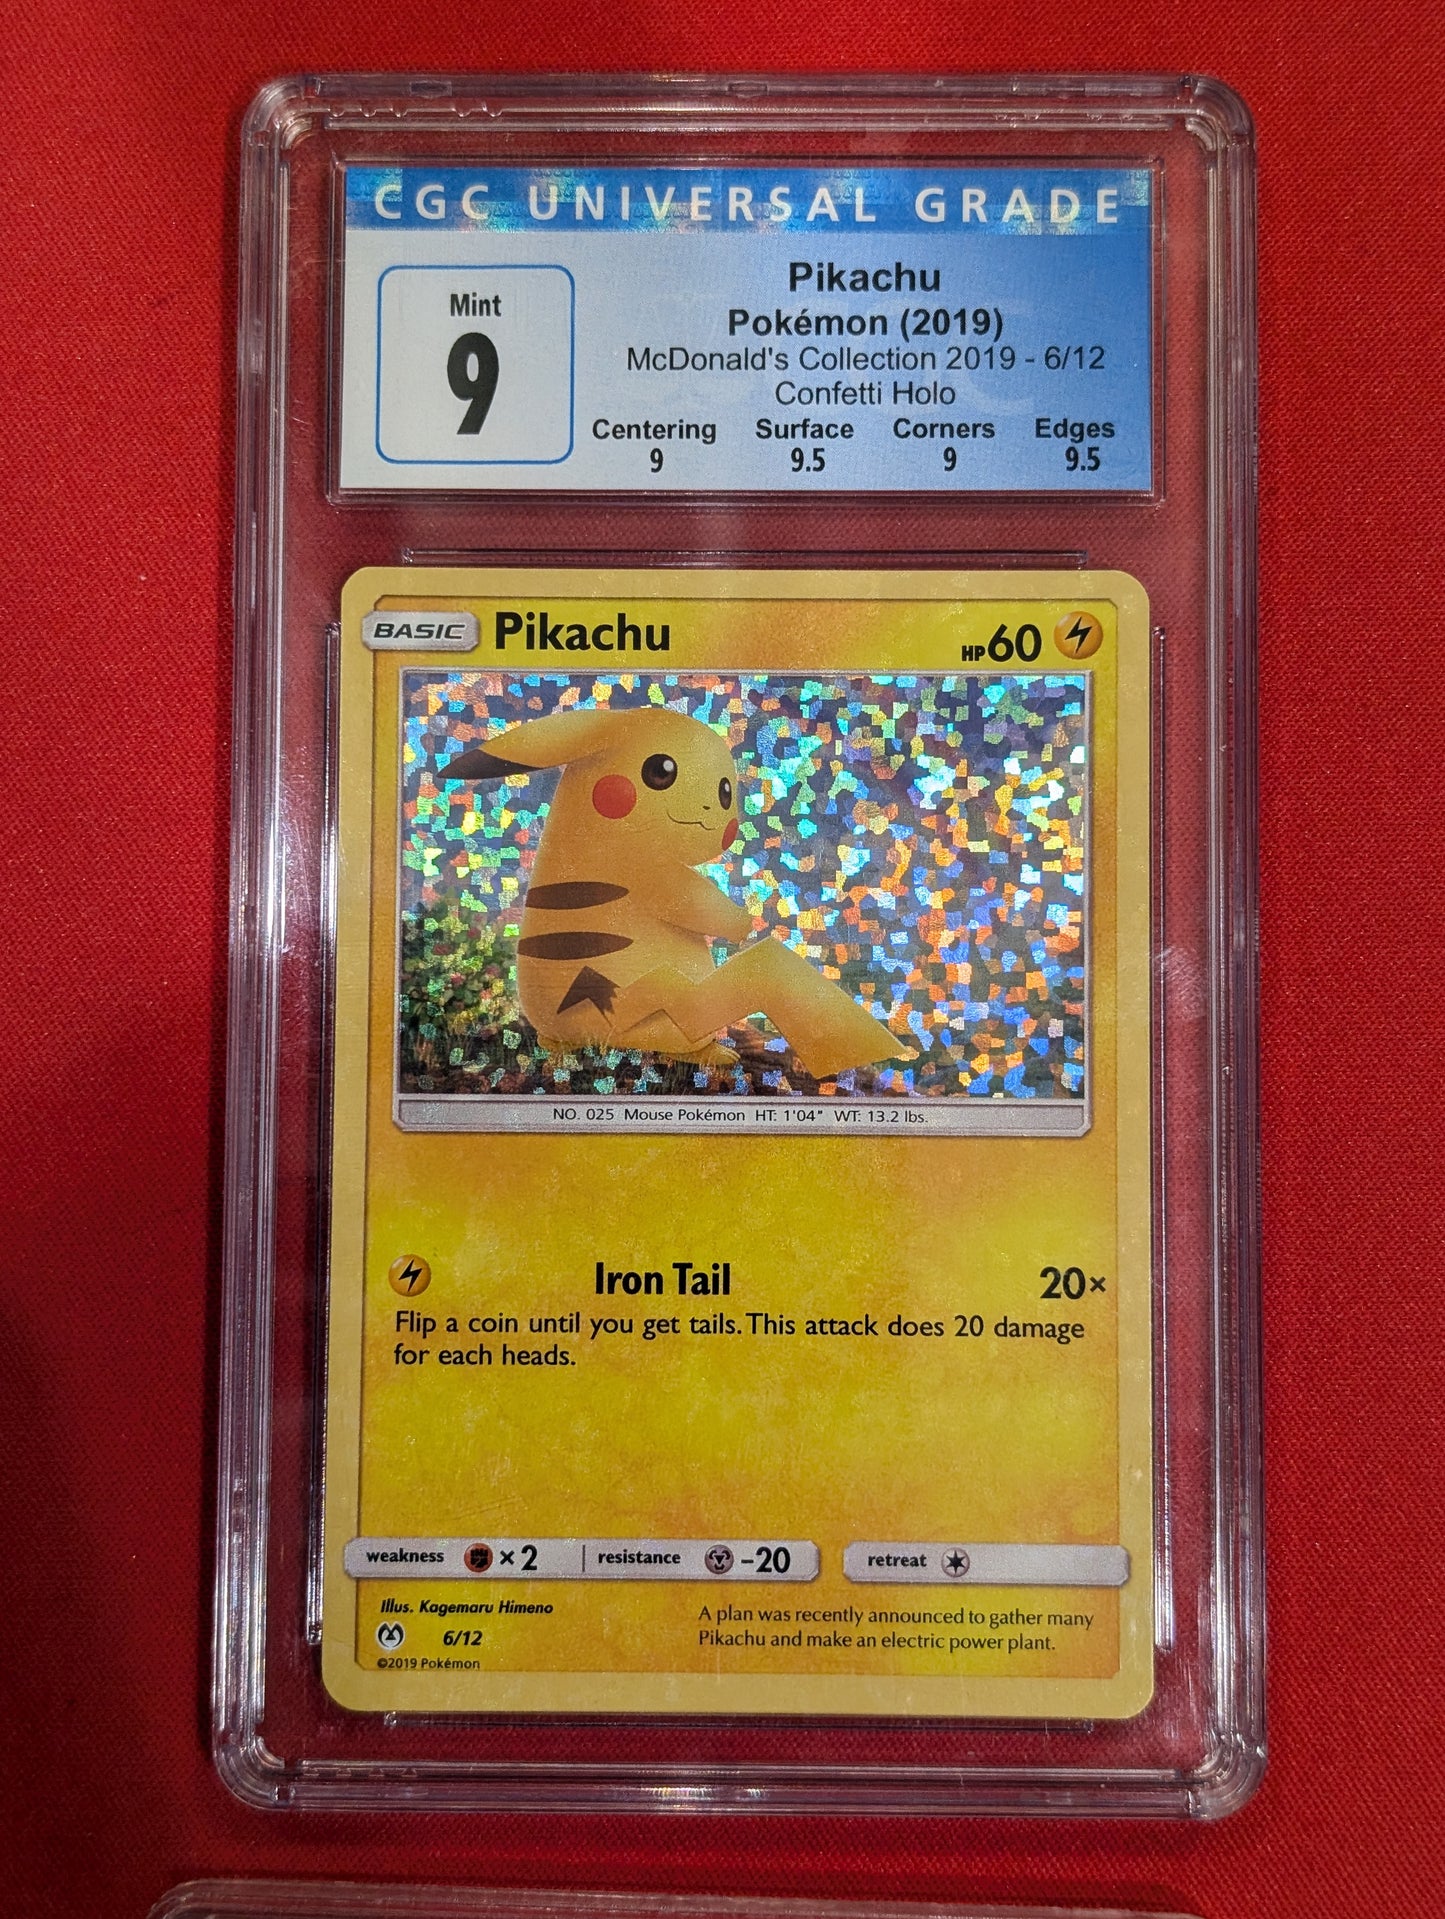 CGC UNIVERSAL GRADE
Mint
9
Pikachu
Pokémon (2019)
McDonald's Collection 2019 - 6/12
Confetti Holo
Centering Surface Corners Edges
9 9.5 9 9.5
BASIC Pikachu HP60
NO. 025 Mouse Pokémon HT: 1'04" WT: 13.2 lbs.
Iron Tail 20×
Flip a coin until you get tails. This attack does 20 damage
for each heads.
weakness ×2 resistance -20 retreat
Illus. Kagemaru Himeno
6/12
©2019 Pokémon
A plan was recently announced to gather many
Pikachu and make an electric power plant.